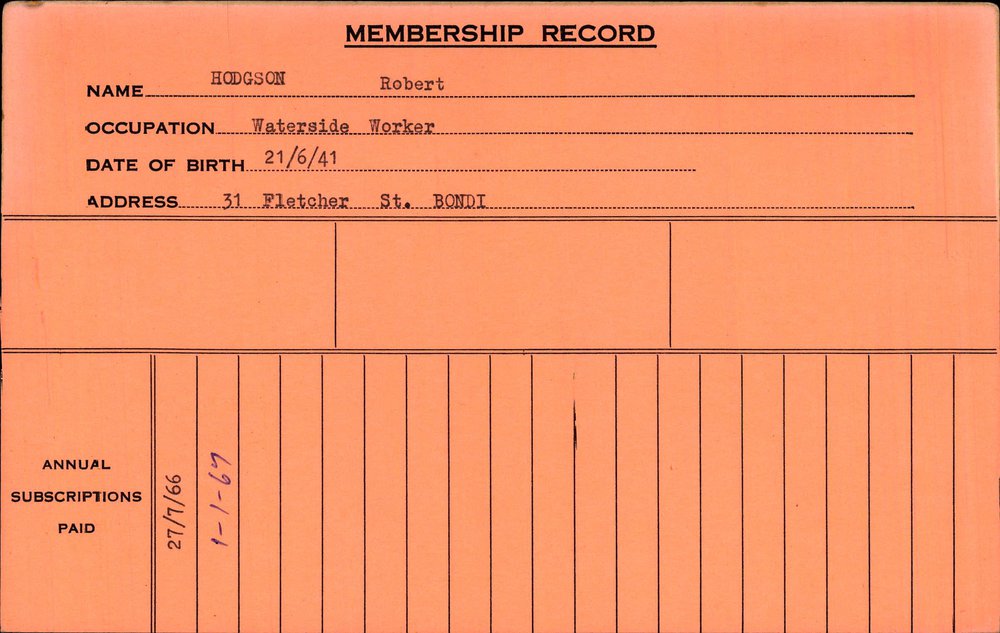 MEMBERSHIP RECORD
NAME HODGSON Robert
OCCUPATION Waterside Worker
DATE OF BIRTH 21/6/41
ADDRESS 31 Fletcher St. BONDI
ANNUAL
SUBSCRIPTIONS
PAID
27/7/66
1-1-67